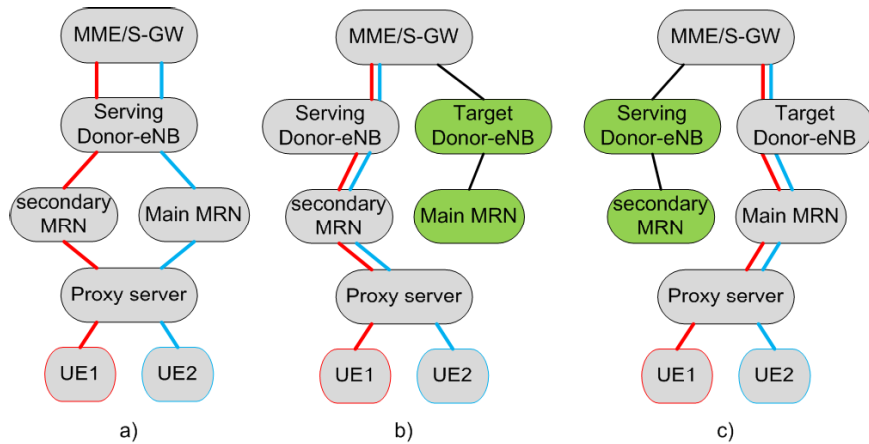 MME/S-GW
Serving
Donor-eNB
secondary
MRN
Main MRN
Proxy server
UE1
UE2
a)
MME/S-GW
Serving
Donor-eNB
Target
Donor-eNB
secondary
MRN
Main MRN
Proxy server
UE1
UE2
b)
MME/S-GW
Serving
Donor-eNB
Target
Donor-eNB
secondary
MRN
Main MRN
Proxy server
UE1
UE2
c)